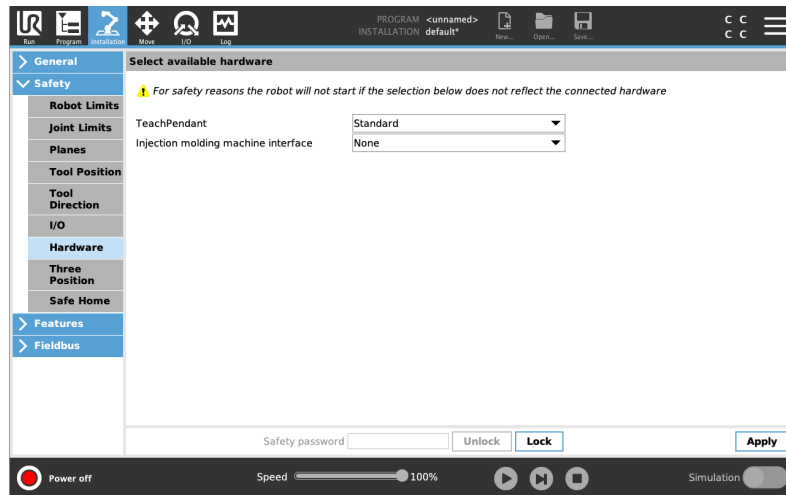 PROGRAM <unnamed>
INSTALLATION default*
Run Program Installation Move I/O Log New... Open... Save...
C C
C C
General
Safety
Robot Limits
Joint Limits
Planes
Tool Position
Tool
Direction
I/O
Hardware
Three
Position
Safe Home
Features
Fieldbus
Select available hardware
For safety reasons the robot will not start if the selection below does not reflect the connected hardware
TeachPendant Standard
Injection molding machine interface None
Safety password Unlock Lock Apply
Power off Speed 100% Simulation